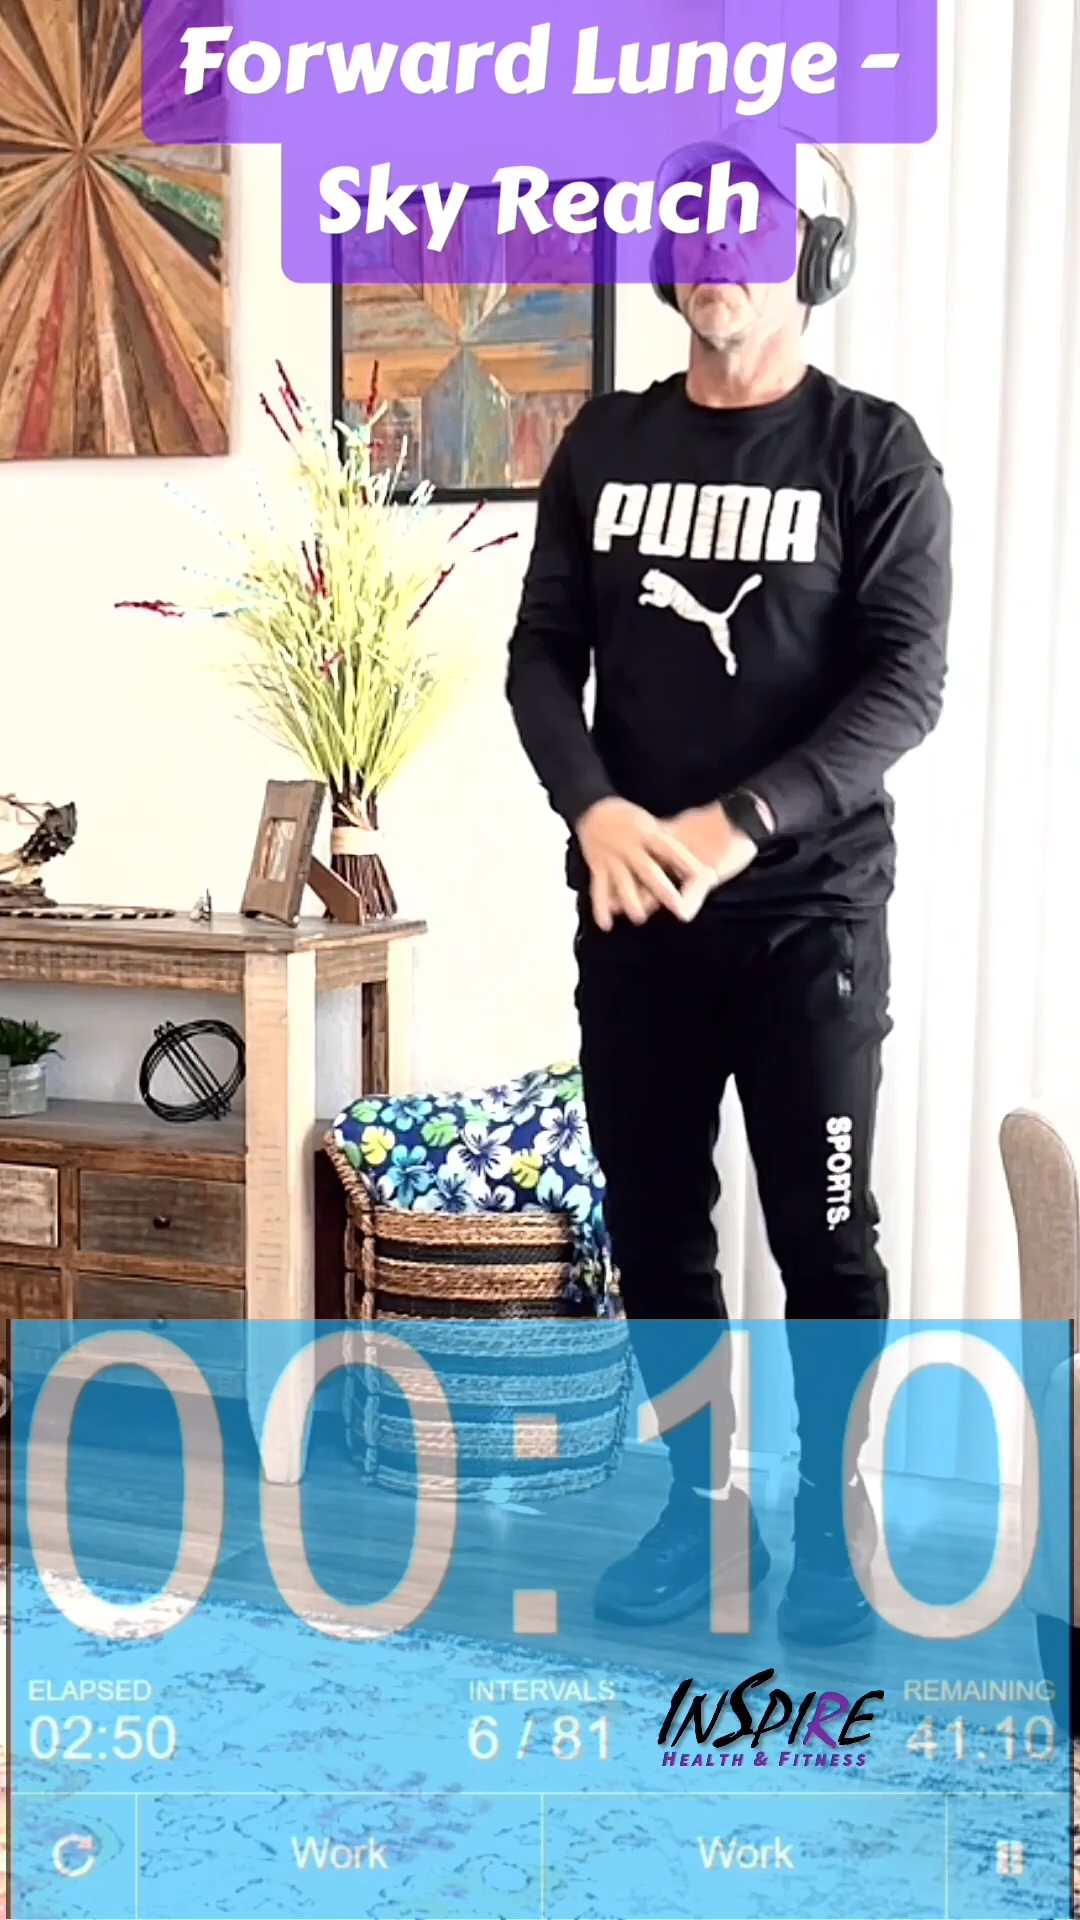 Forward Lunge -
Sky Reach
PUMA
SPORTS.
00:10
ELAPSED
INTERVALS
REMAINING
02:50
6 / 81
41:10
INSPIRE
HEALTH & FITNESS
Work
Work